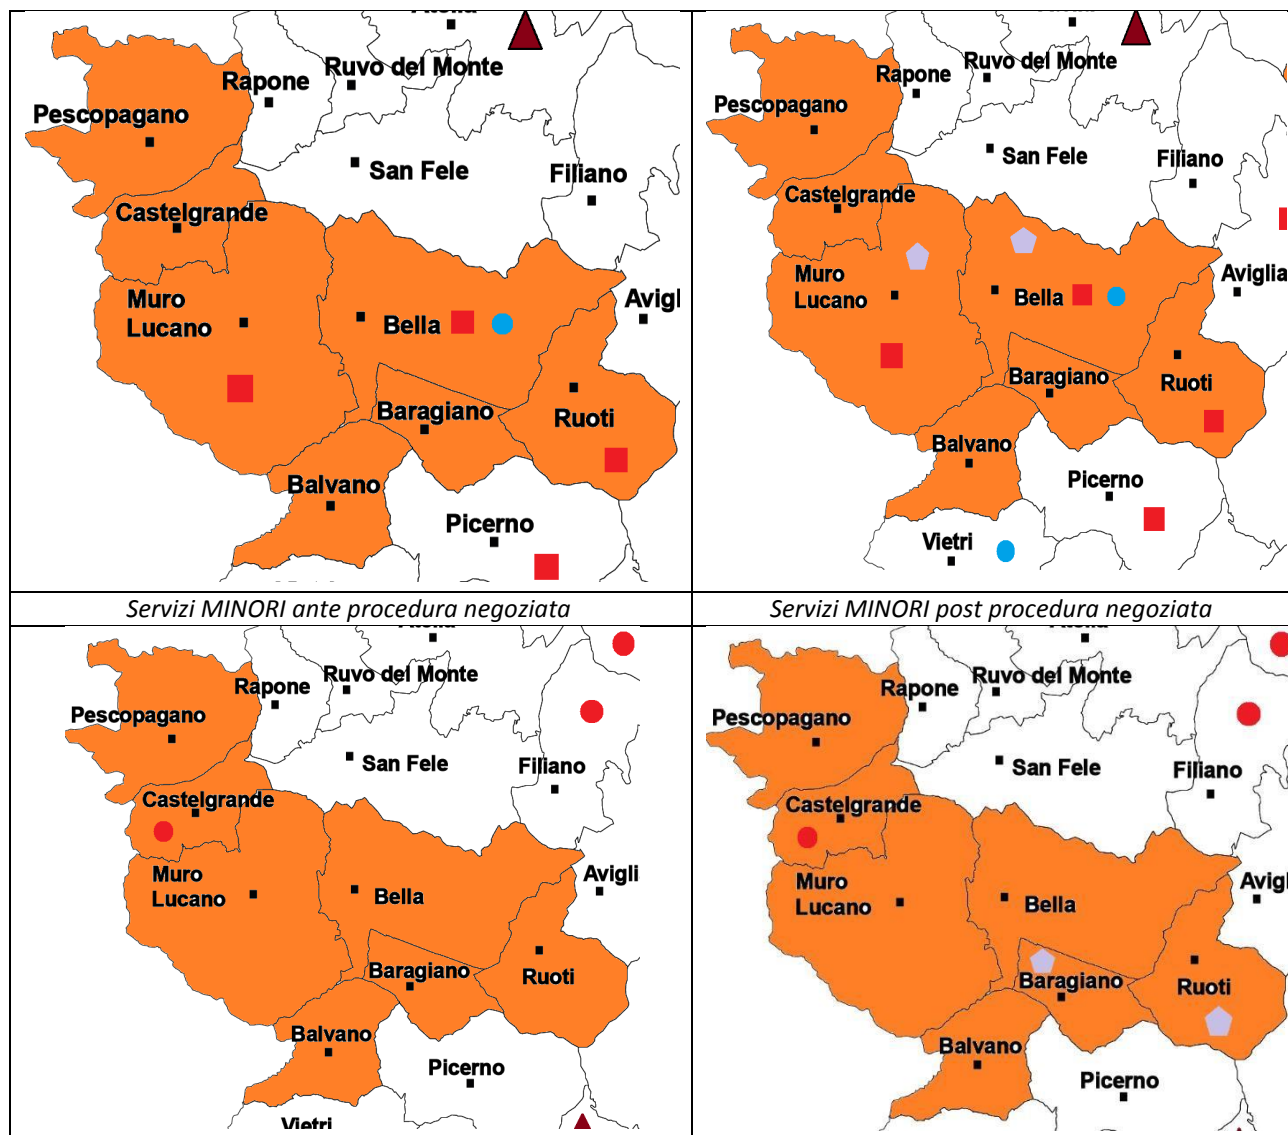 Ruvo del Monte
Rapone
Pescopagano
San Fele
Filiano
Castelgrande
Muro
Lucano
Avigl
Bella
Baragiano
Ruoti
Balvano
Picerno
Ruvo del Monte
Rapone
Pescopagano
San Fele
Filiano
Castelgrande
Muro
Lucano
Aviglia
Bella
Baragiano
Ruoti
Balvano
Picerno
Vietri
Servizi MINORI ante procedura negoziata
Servizi MINORI post procedura negoziata
Ruvo del Monte
Rapone
Pescopagano
San Fele
Filiano
Castelgrande
Muro
Lucano
Avigli
Bella
Baragiano
Ruoti
Balvano
Picerno
Vietri
Ruvo del Monte
Rapone
Pescopagano
San Fele
Filiano
Castelgrande
Muro
Lucano
Avigl
Bella
Baragiano
Ruoti
Balvano
Picerno